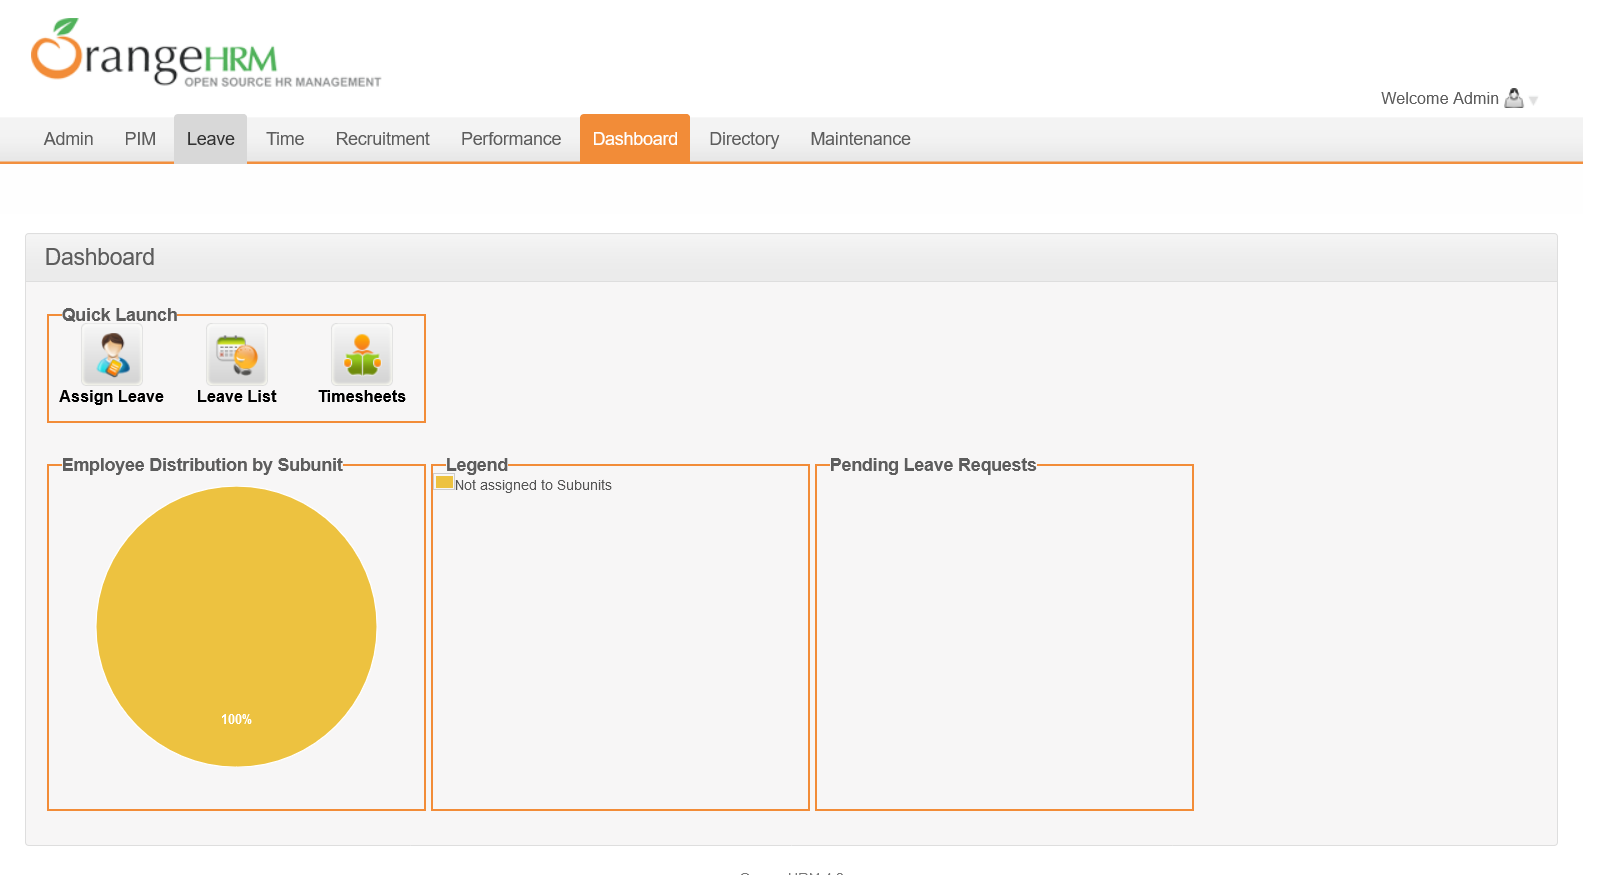 OrangeHRM
OPEN SOURCE HR MANAGEMENT
Welcome Admin
Admin PIM Leave Time Recruitment Performance Dashboard Directory Maintenance
Dashboard
Quick Launch
Assign Leave Leave List Timesheets
Employee Distribution by Subunit
100%
Legend
Not assigned to Subunits
Pending Leave Requests